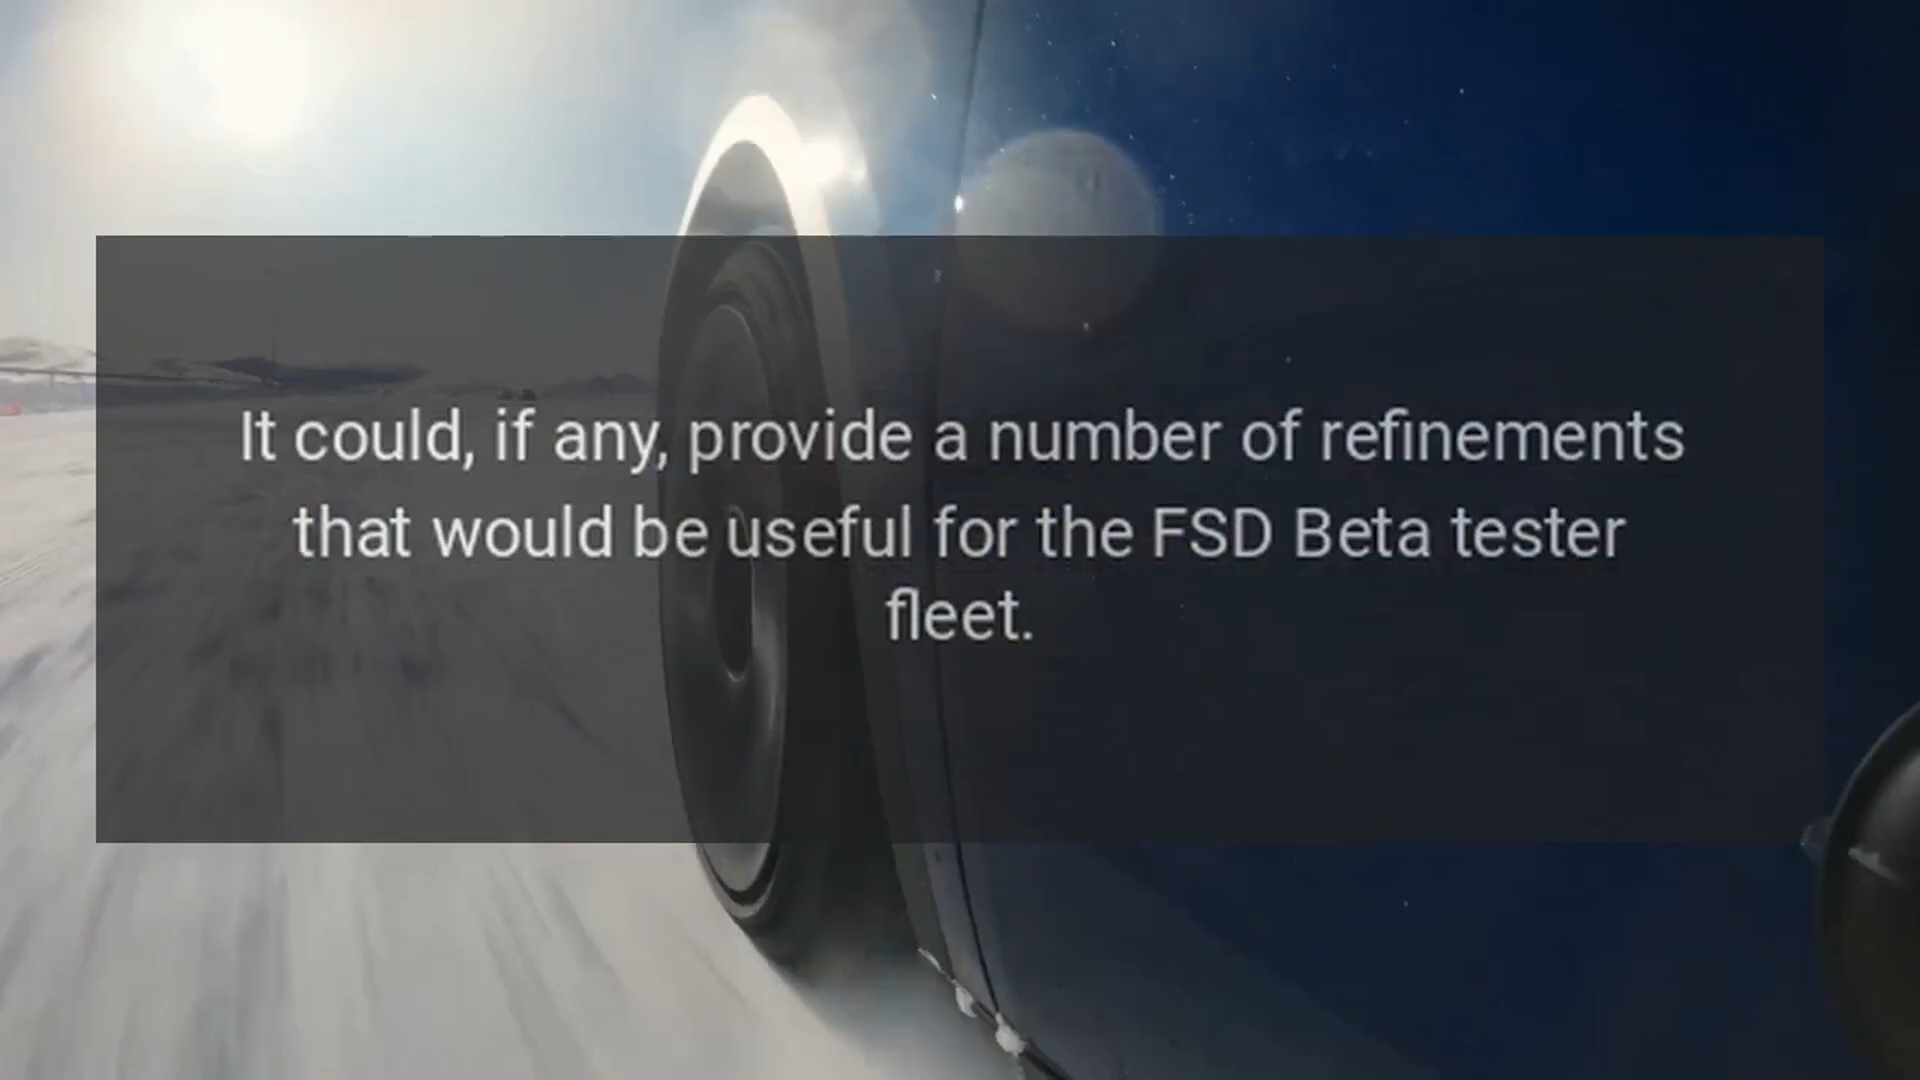 It could, if any, provide a number of refinements
that would be useful for the FSD Beta tester
fleet.